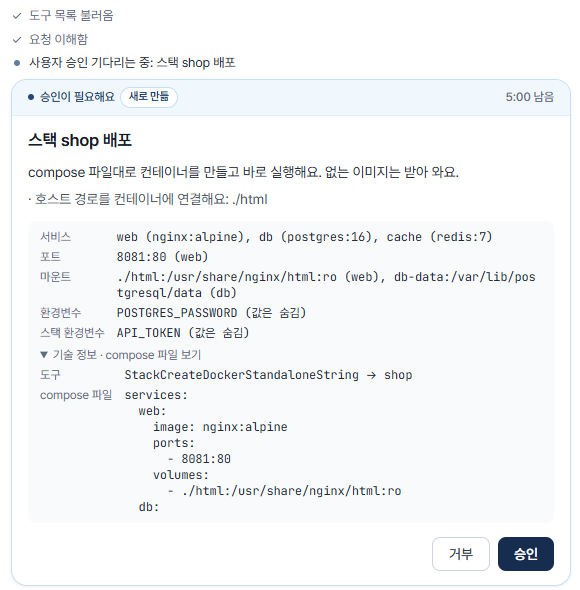 도구 목록 불러옴
요청 이해함
사용자 승인 기다리는 중: 스택 shop 배포
승인이 필요해요 새로 만듦 5:00 남음
스택 shop 배포
compose 파일대로 컨테이너를 만들고 바로 실행해요. 없는 이미지는 받아 와요.
· 호스트 경로를 컨테이너에 연결해요: ./html
서비스 web (nginx:alpine), db (postgres:16), cache (redis:7)
포트 8081:80 (web)
마운트 ./html:/usr/share/nginx/html:ro (web), db-data:/var/lib/pos
tgresql/data (db)
환경변수 POSTGRES_PASSWORD (값은 숨김)
스택 환경변수 API_TOKEN (값은 숨김)
▼ 기술 정보 · compose 파일 보기
도구 StackCreateDockerStandaloneString → shop
compose 파일 services:
web:
image: nginx:alpine
ports:
- 8081:80
volumes:
- ./html:/usr/share/nginx/html:ro
db:
거부 승인